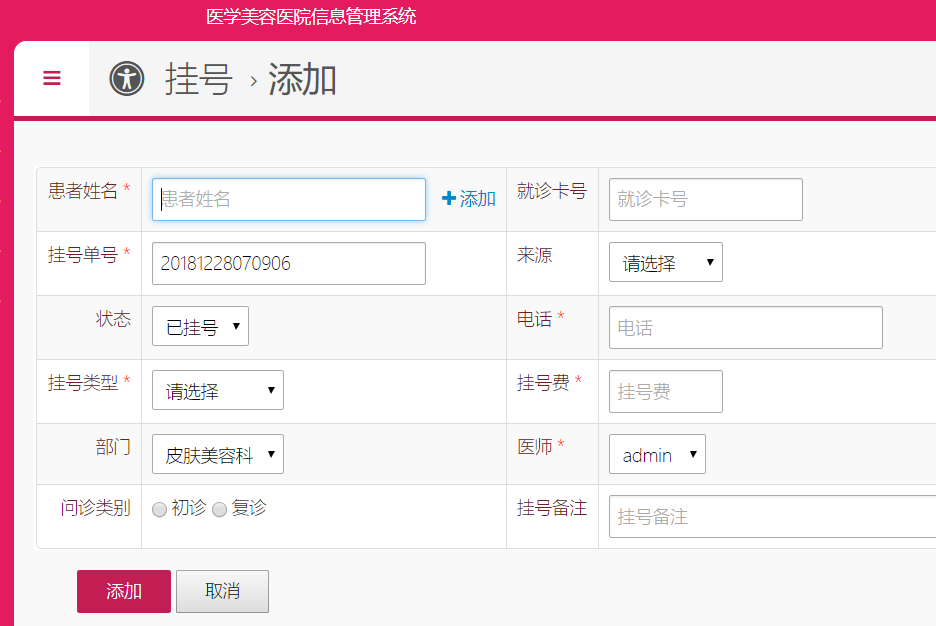 医学美容医院信息管理系统
挂号 › 添加
患者姓名 * 患者姓名 添加 就诊卡号 就诊卡号
挂号单号 * 20181228070906 来源 请选择
状态 已挂号 电话 * 电话
挂号类型 * 请选择 挂号费 * 挂号费
部门 皮肤美容科 医师 * admin
问诊类别 初诊 复诊 挂号备注 挂号备注
添加 取消